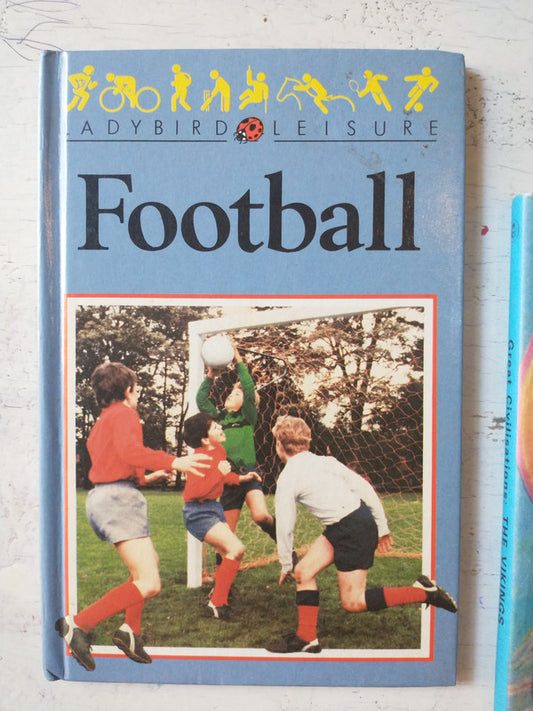 LADYBIRD LEISURE
Football
Great Civilisations: THE VIKINGS